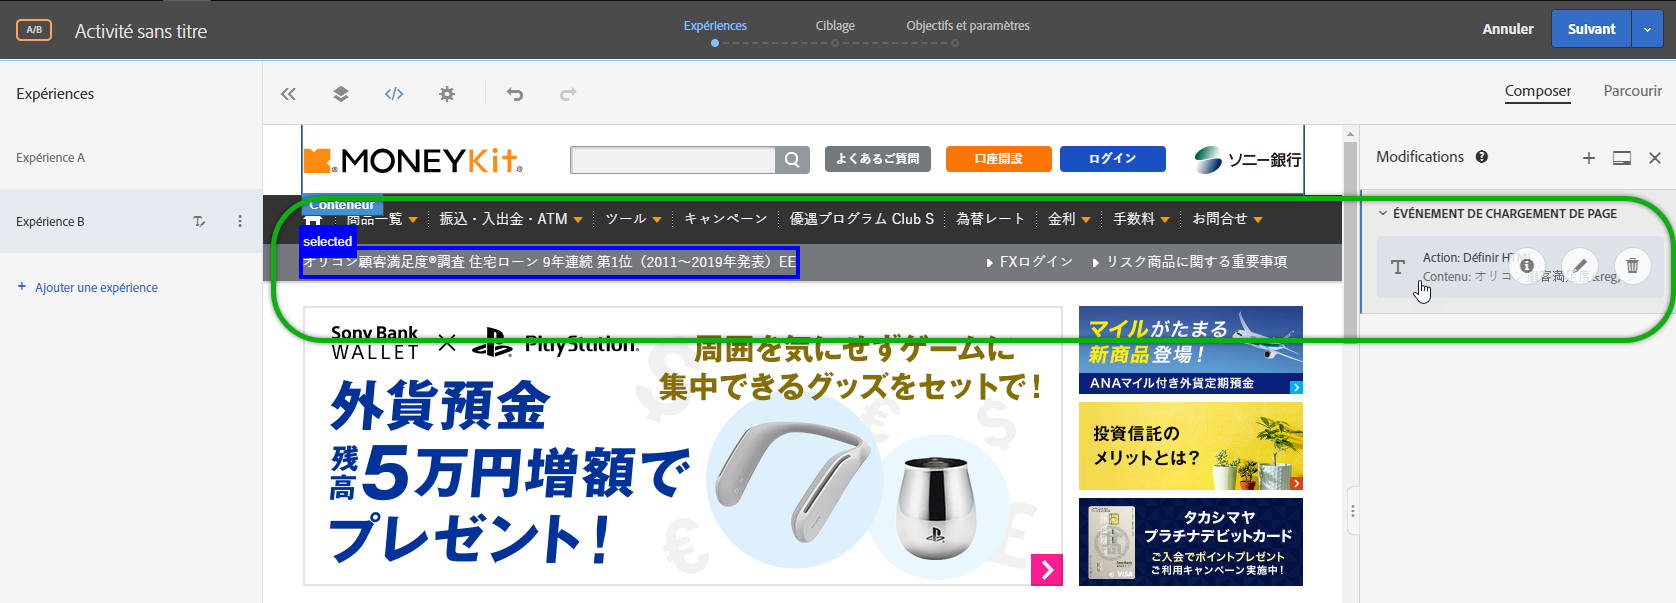 A/B
Activité sans titre
Expériences
Ciblage
Objectifs et paramètres
Annuler
Suivant
Expériences
Composer
Parcourir
Expérience A
Expérience B
+ Ajouter une expérience
MONEYKit
よくあるご質問
口座開設
ログイン
ソニー銀行
Conteneur
商品一覧
振込・入出金・ATM
ツール
キャンペーン
優遇プログラム Club S
為替レート
金利
手数料
お問合せ
selected
オリコン顧客満足度®調査 住宅ローン 9年連続 第1位（2011～2019年発表）EE
FXログイン
リスク商品に関する重要事項
Modifications
ÉVÉNEMENT DE CHARGEMENT DE PAGE
Action: Définir HTML
Contenu: オリコン顧客満足度&reg;
Sony Bank
WALLET
×
PlayStation®
周囲を気にせずゲームに
集中できるグッズをセットで！
外貨預金
残高5万円増額で
プレゼント！
マイルがたまる
新商品登場！
ANAマイル付き外貨定期預金
投資信託の
メリットとは？
タカシマヤ
プラチナデビットカード
ご入会でポイントプレゼント
ご利用キャンペーン実施中！
VISA